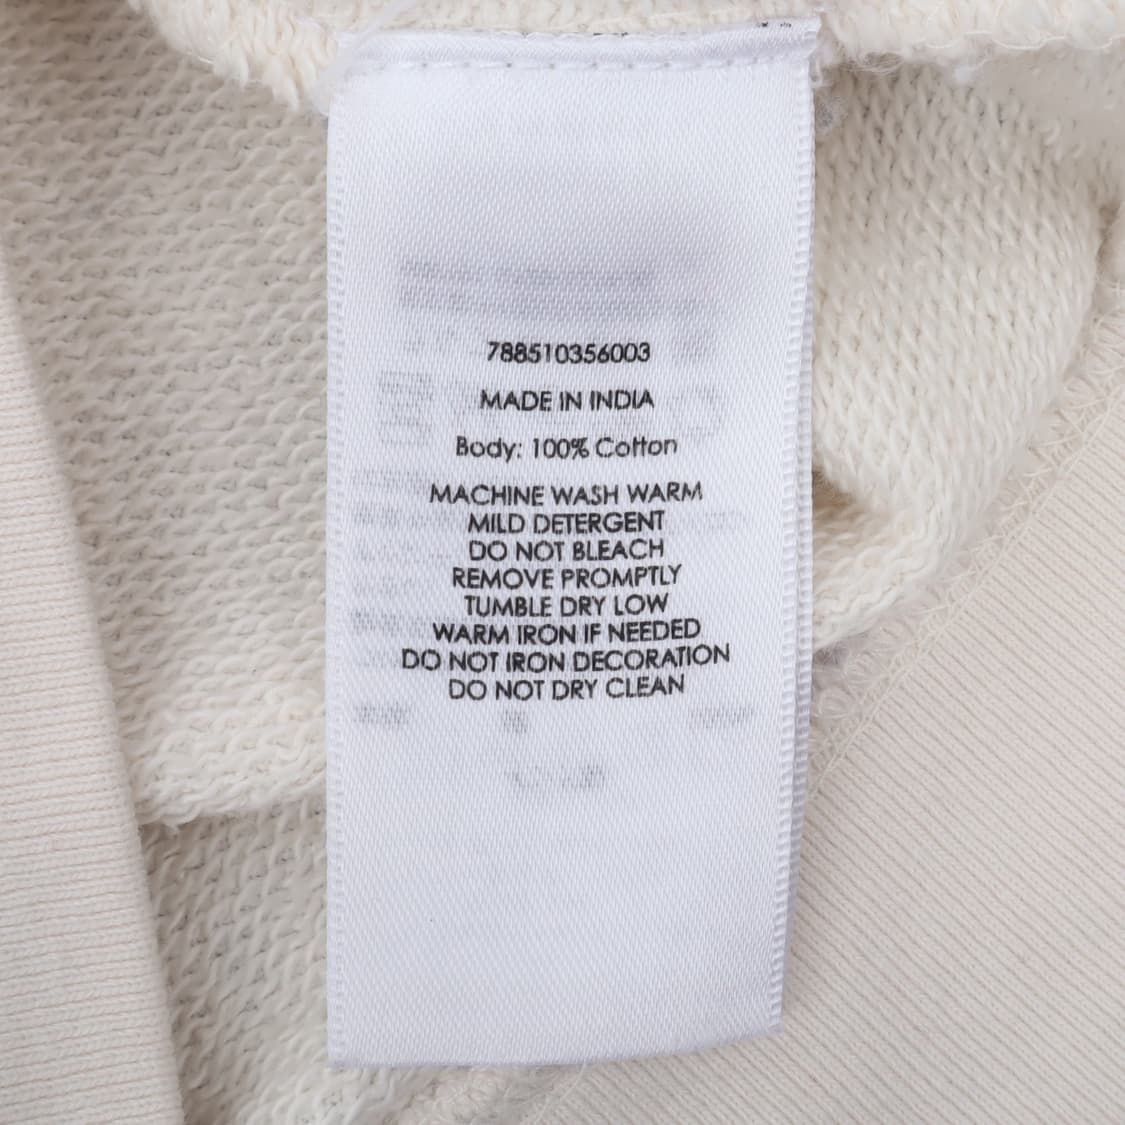 788510356003
MADE IN INDIA
Body: 100% Cotton
MACHINE WASH WARM
MILD DETERGENT
DO NOT BLEACH
REMOVE PROMPTLY
TUMBLE DRY LOW
WARM IRON IF NEEDED
DO NOT IRON DECORATION
DO NOT DRY CLEAN